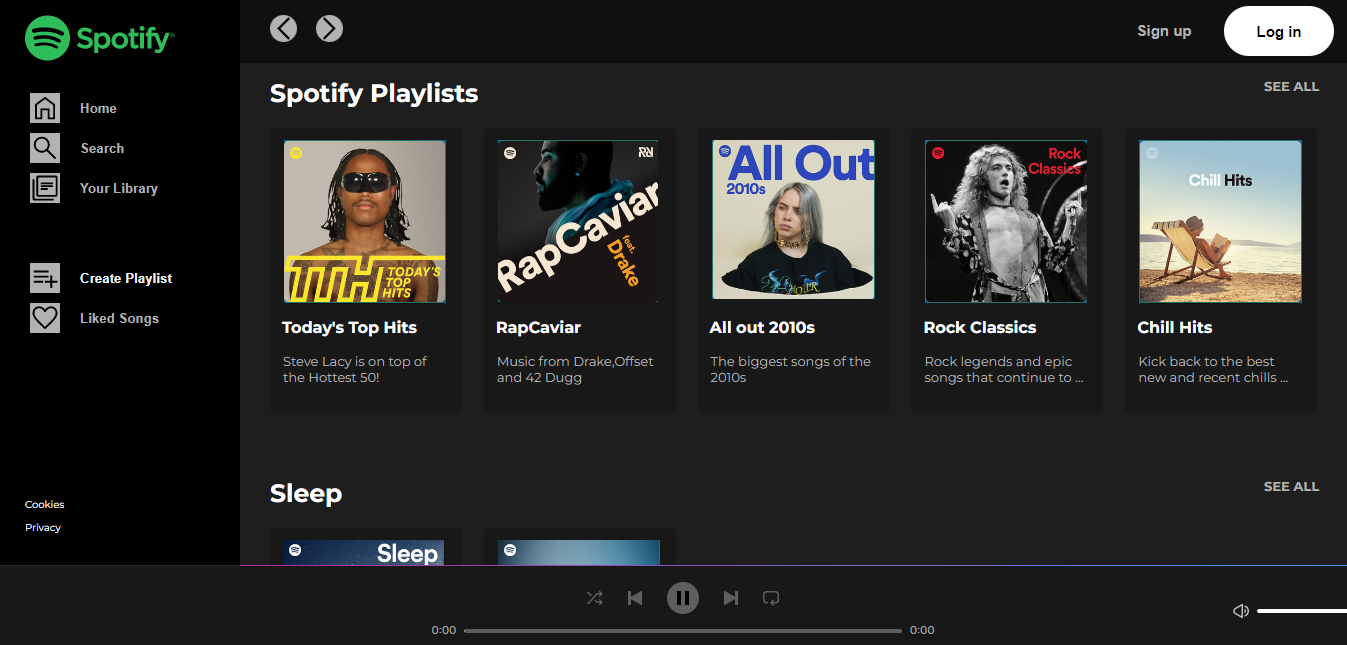 Spotify
Home
Search
Your Library
Create Playlist
Liked Songs
Cookies
Privacy
Sign up
Log in
Spotify Playlists
SEE ALL
TTH TODAY'S
TOP
HITS
Today's Top Hits
Steve Lacy is on top of
the Hottest 50!
RapCaviar
feat.
Drake
RapCaviar
Music from Drake,Offset
and 42 Dugg
All Out
2010s
All out 2010s
The biggest songs of the
2010s
Rock
Classics
Rock Classics
Rock legends and epic
songs that continue to ...
Chill Hits
Chill Hits
Kick back to the best
new and recent chills ...
Sleep
SEE ALL
Sleep
0:00
0:00